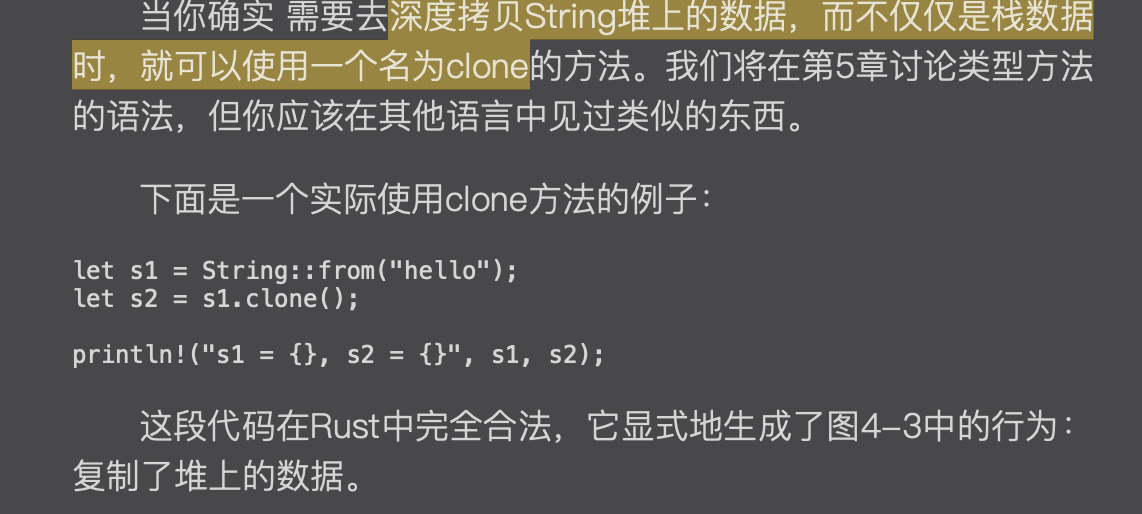 当你确实 需要去深度拷贝String堆上的数据，而不仅仅是栈数据
时，就可以使用一个名为clone的方法。我们将在第5章讨论类型方法
的语法，但你应该在其他语言中见过类似的东西。
下面是一个实际使用clone方法的例子：
let s1 = String::from("hello");
let s2 = s1.clone();
println!("s1 = {}, s2 = {}", s1, s2);
这段代码在Rust中完全合法，它显式地生成了图4-3中的行为：
复制了堆上的数据。